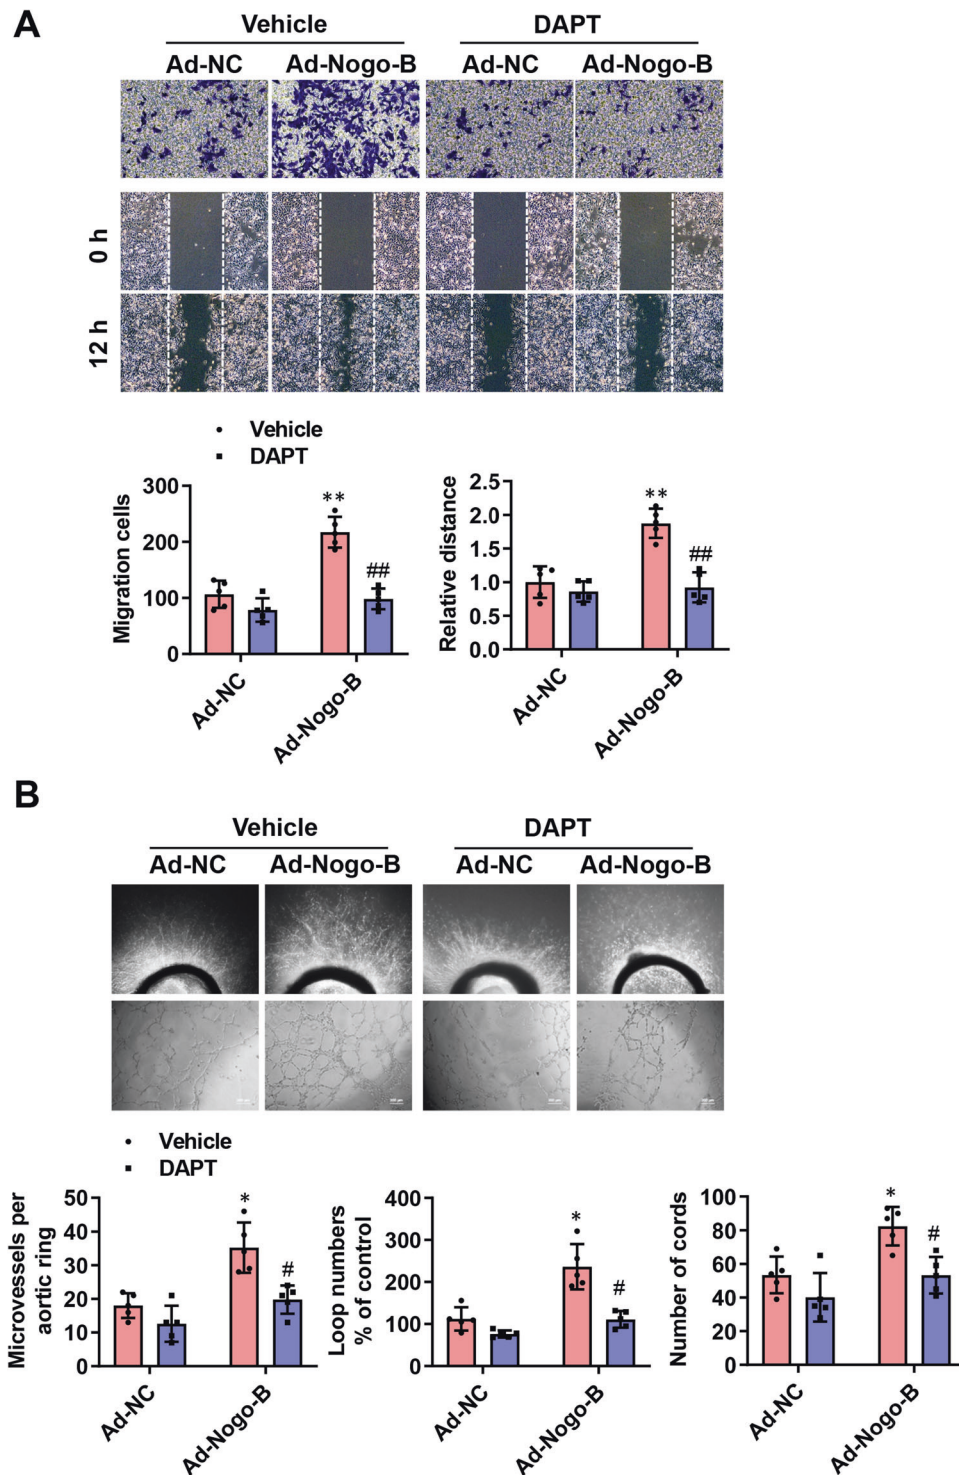 A
Vehicle DAPT
Ad-NC Ad-Nogo-B Ad-NC Ad-Nogo-B
0 h
12 h
Vehicle
DAPT
Migration cells
300
200
100
0
**
##
Ad-NC
Ad-Nogo-B
Relative distance
2.5
2.0
1.5
1.0
0.5
0.0
**
##
Ad-NC
Ad-Nogo-B
B
Vehicle DAPT
Ad-NC Ad-Nogo-B Ad-NC Ad-Nogo-B
Vehicle
DAPT
Microvessels per
aortic ring
50
40
30
20
10
0
*
#
Ad-NC
Ad-Nogo-B
Loop numbers
% of control
400
300
200
100
0
*
#
Ad-NC
Ad-Nogo-B
Number of cords
100
80
60
40
20
0
*
#
Ad-NC
Ad-Nogo-B